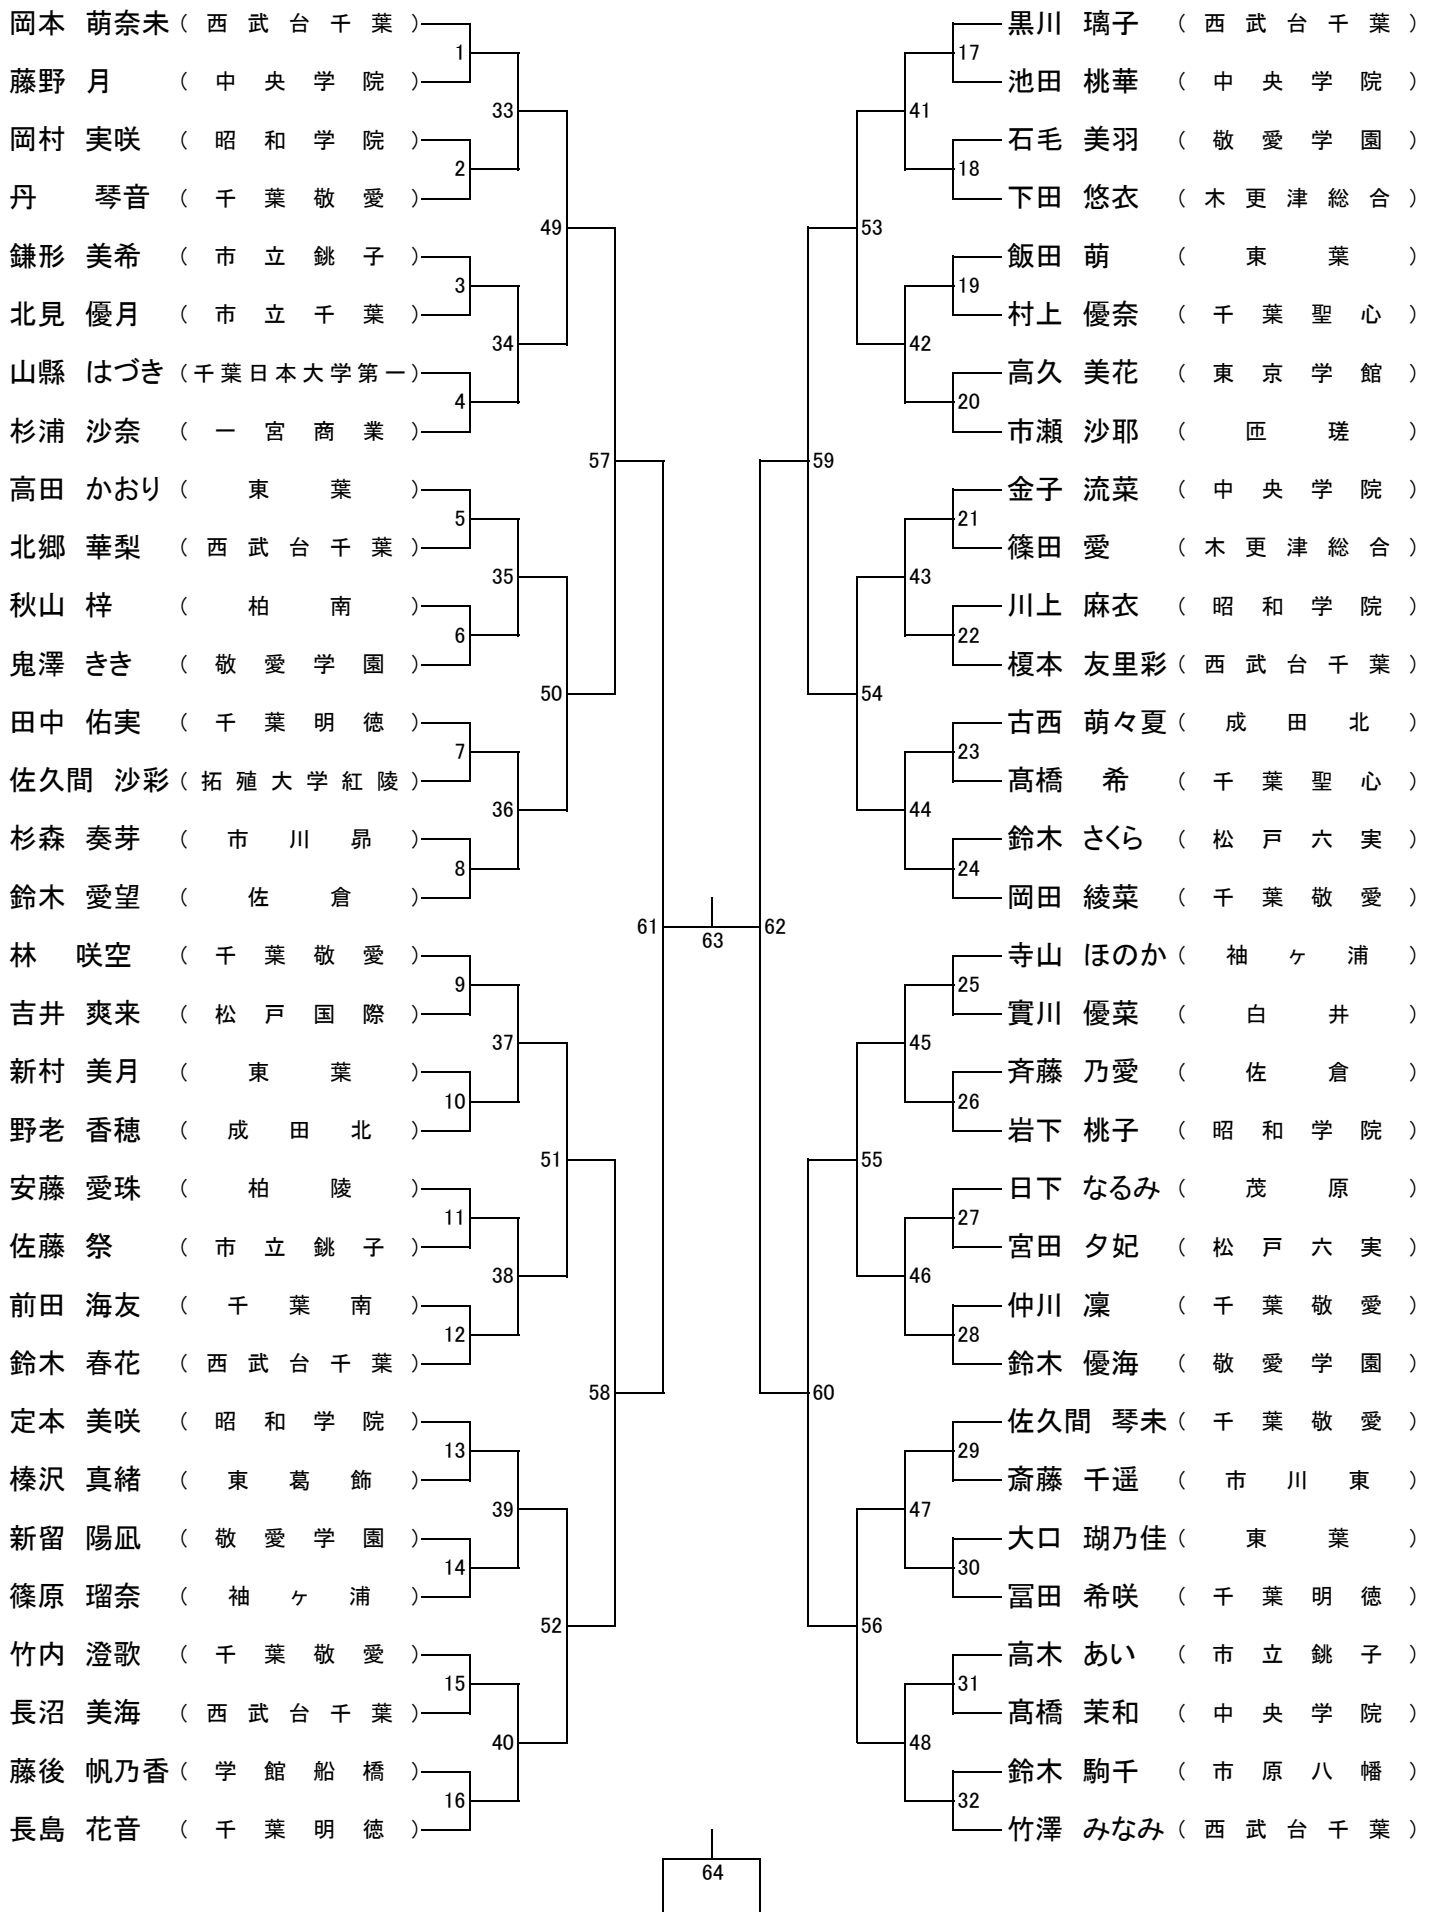 岡本 萌奈未 (西武台千葉)
1
藤野 月 (中央学院)
33
岡村 実咲 (昭和学院)
2
丹 琴音 (千葉敬愛)
49
鎌形 美希 (市立銚子)
3
北見 優月 (市立千葉)
34
山縣 はづき (千葉日本大学第一)
4
杉浦 沙奈 (一宮商業)
57
高田 かおり (東葉)
5
北郷 華梨 (西武台千葉)
35
秋山 梓 (柏南)
6
鬼澤 きき (敬愛学園)
50
田中 佑実 (千葉明徳)
7
佐久間 沙彩 (拓殖大学紅陵)
36
杉森 奏芽 (市川昴)
8
鈴木 愛望 (佐倉)
61
林 咲空 (千葉敬愛)
9
吉井 爽来 (松戸国際)
37
新村 美月 (東葉)
10
野老 香穂 (成田北)
51
安藤 愛珠 (柏陵)
11
佐藤 祭 (市立銚子)
38
前田 海友 (千葉南)
12
鈴木 春花 (西武台千葉)
58
定本 美咲 (昭和学院)
13
榛沢 真緒 (東葛飾)
39
新留 陽凪 (敬愛学園)
14
篠原 瑠奈 (袖ヶ浦)
52
竹内 澄歌 (千葉敬愛)
15
長沼 美海 (西武台千葉)
40
藤後 帆乃香 (学館船橋)
16
長島 花音 (千葉明徳)
63
64
黒川 璃子 (西武台千葉)
17
池田 桃華 (中央学院)
41
石毛 美羽 (敬愛学園)
18
下田 悠衣 (木更津総合)
53
飯田 萌 (東葉)
19
村上 優奈 (千葉聖心)
42
高久 美花 (東京学館)
20
市瀬 沙耶 (匝瑳)
59
金子 流菜 (中央学院)
21
篠田 愛 (木更津総合)
43
川上 麻衣 (昭和学院)
22
榎本 友里彩 (西武台千葉)
54
古西 萌々夏 (成田北)
23
髙橋 希 (千葉聖心)
44
鈴木 さくら (松戸六実)
24
岡田 綾菜 (千葉敬愛)
62
寺山 ほのか (袖ヶ浦)
25
實川 優菜 (白井)
45
斉藤 乃愛 (佐倉)
26
岩下 桃子 (昭和学院)
55
日下 なるみ (茂原)
27
宮田 夕妃 (松戸六実)
46
仲川 凜 (千葉敬愛)
28
鈴木 優海 (敬愛学園)
60
佐久間 琴未 (千葉敬愛)
29
斎藤 千遥 (市川東)
47
大口 瑚乃佳 (東葉)
30
冨田 希咲 (千葉明徳)
56
高木 あい (市立銚子)
31
髙橋 茉和 (中央学院)
48
鈴木 駒千 (市原八幡)
32
竹澤 みなみ (西武台千葉)